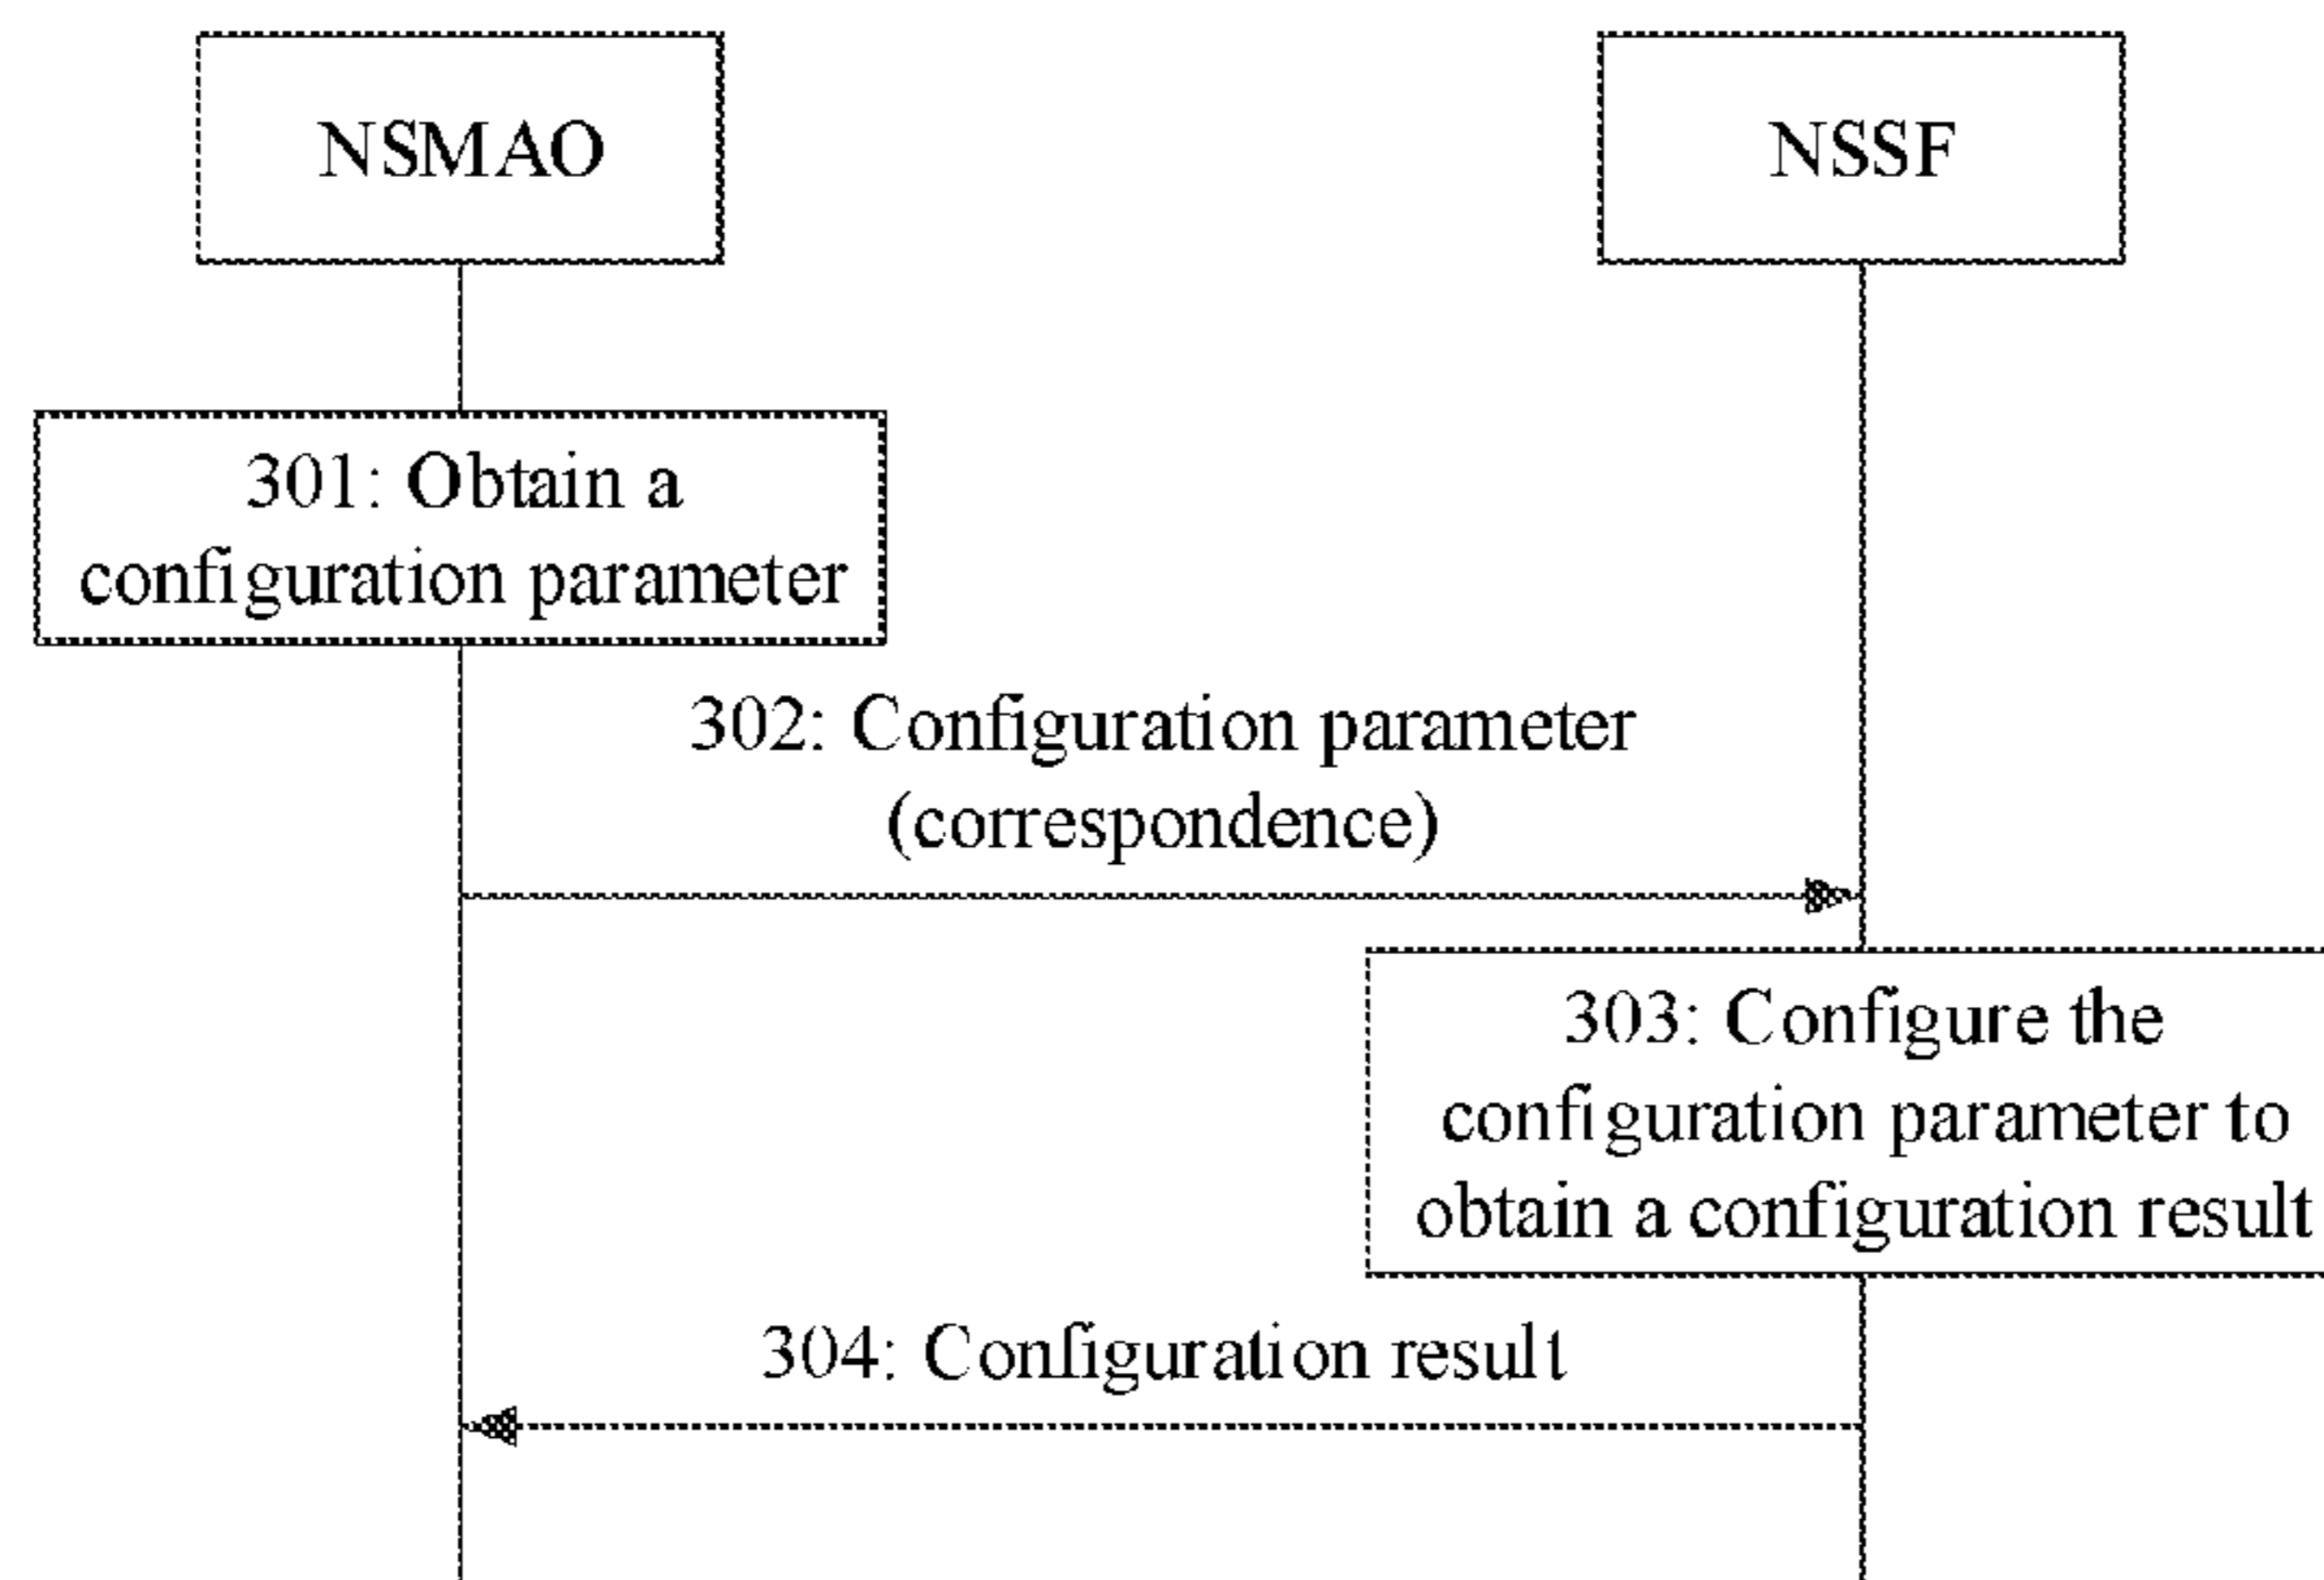 NSMAO
NSSF
301: Obtain a
configuration parameter
302: Configuration parameter
(correspondence)
303: Configure the
configuration parameter to
obtain a configuration result
304: Configuration result